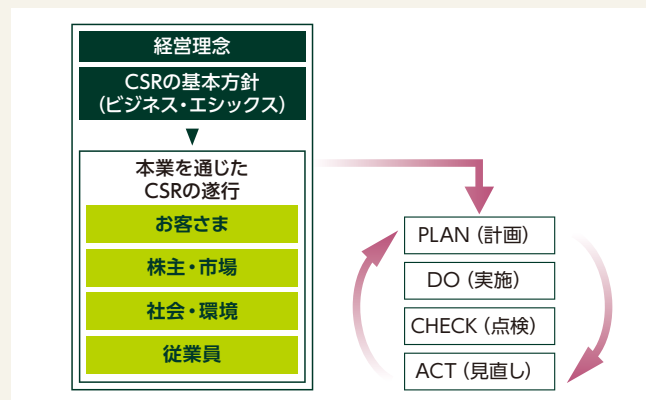 経営理念
CSRの基本方針
(ビジネス・エシックス)
本業を通じた
CSRの遂行
お客さま
株主・市場
社会・環境
従業員
PLAN (計画)
DO (実施)
CHECK (点検)
ACT (見直し)